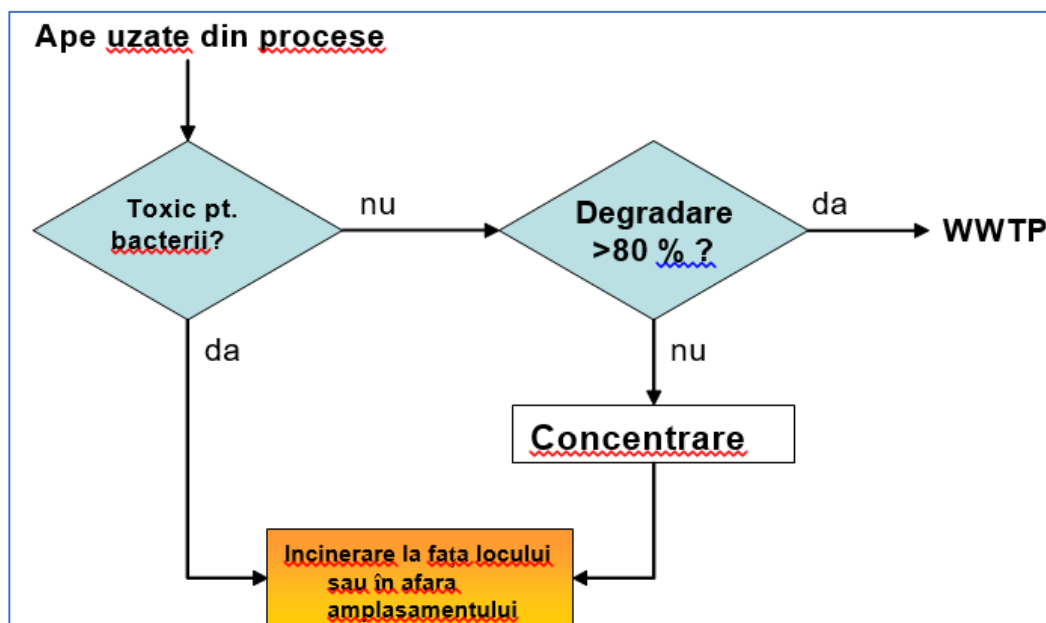 Ape uzate din procese
Toxic pt.
bacterii?
nu
Degradare
>80 % ?
da
WWTP
da
nu
Concentrare
Incinerare la fața locului
sau în afara
amplasamentului